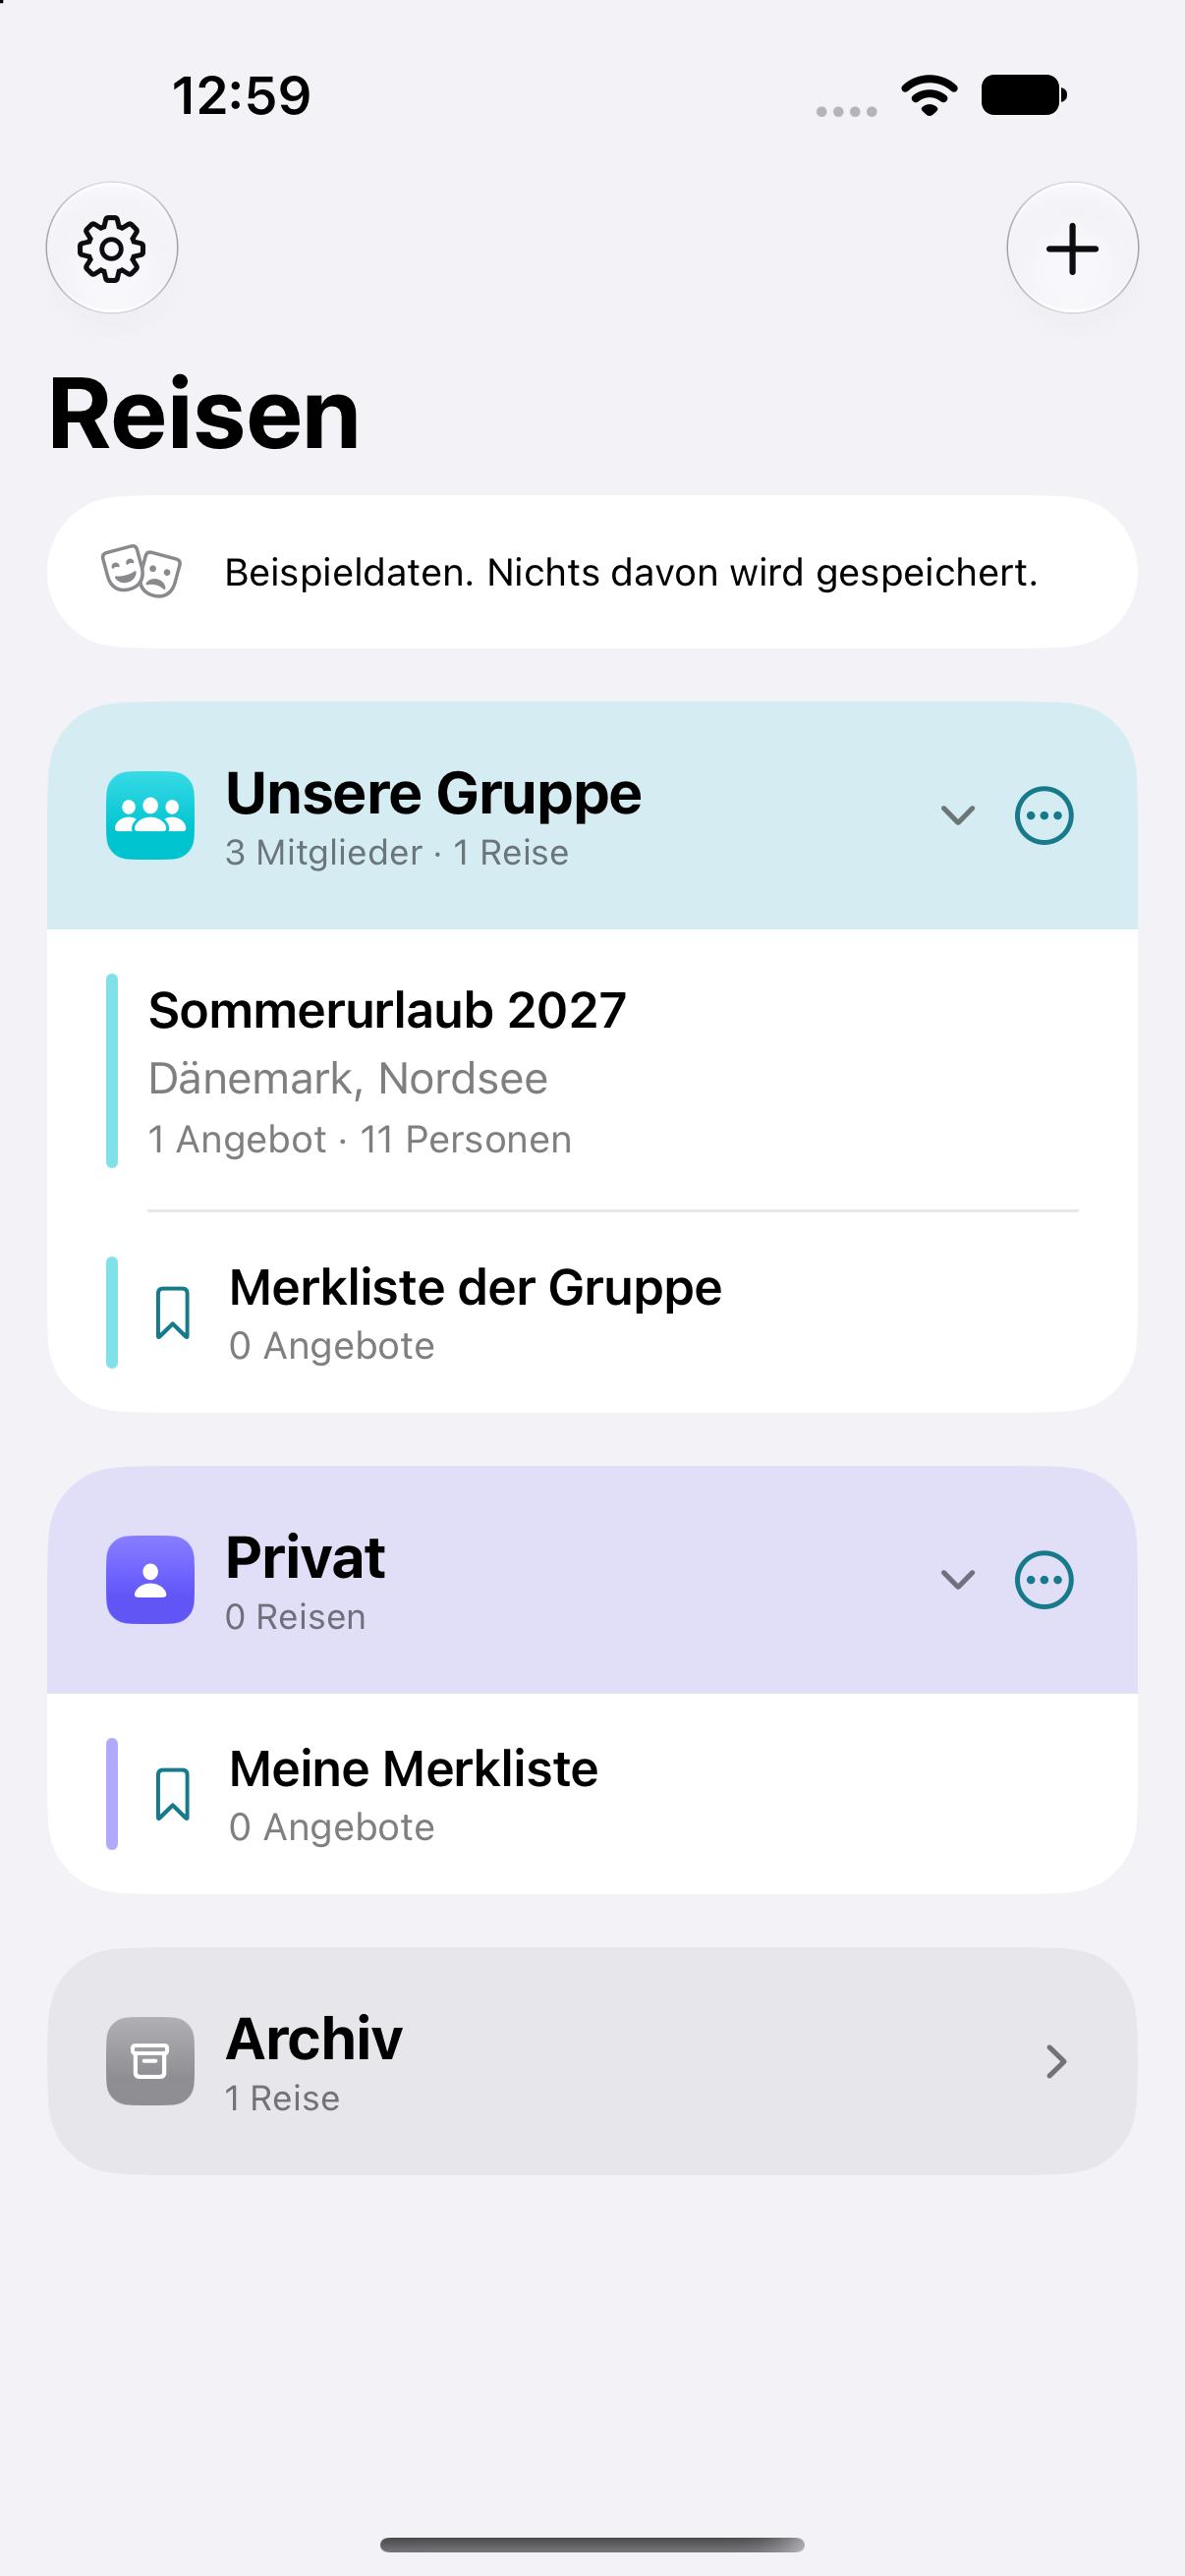 12:59
Reisen
Beispieldaten. Nichts davon wird gespeichert.
Unsere Gruppe
3 Mitglieder · 1 Reise
Sommerurlaub 2027
Dänemark, Nordsee
1 Angebot · 11 Personen
Merkliste der Gruppe
0 Angebote
Privat
0 Reisen
Meine Merkliste
0 Angebote
Archiv
1 Reise